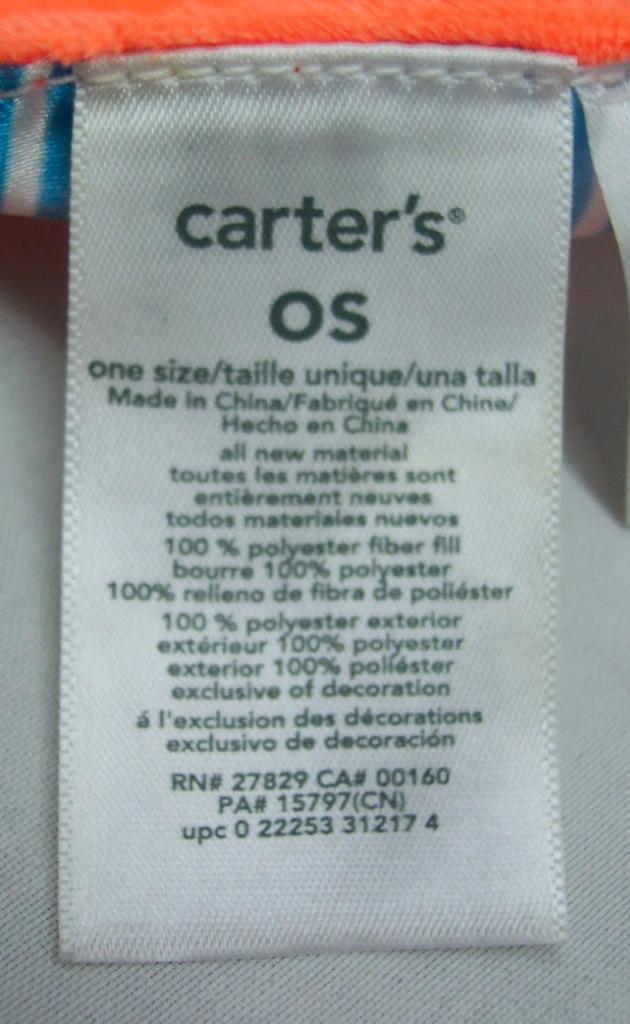 carter's®
OS
one size/taille unique/una talla
Made in China/Fabriqué en Chine/
Hecho en China
all new material
toutes les matières sont
entièrement neuves
todos materiales nuevos
100 % polyester fiber fill
bourre 100% polyester
100% relleno de fibra de poliéster
100 % polyester exterior
extérieur 100% polyester
exterior 100% poliéster
exclusive of decoration
á l'exclusion des décorations
exclusivo de decoración
RN# 27829 CA# 00160
PA# 15797(CN)
upc 0 22253 31217 4